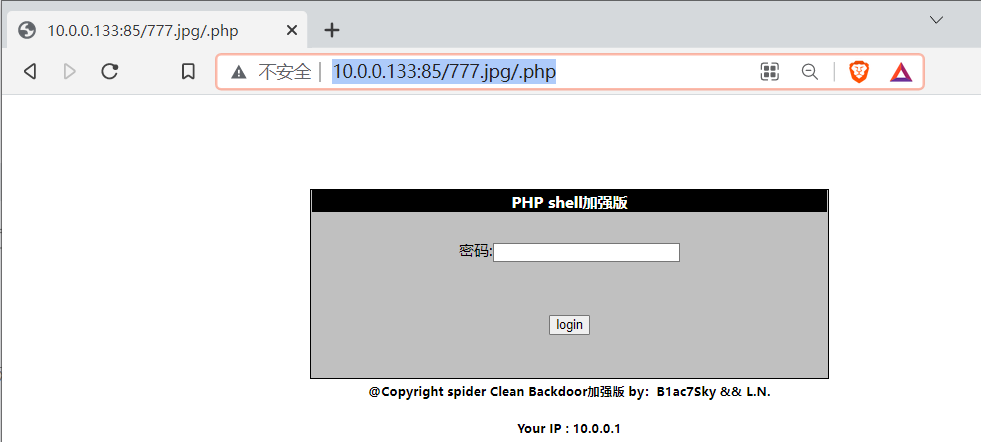 10.0.0.133:85/777.jpg/.php
不安全 10.0.0.133:85/777.jpg/.php
PHP shell加强版
密码:
login
@Copyright spider Clean Backdoor加强版 by：B1ac7Sky && L.N.
Your IP : 10.0.0.1